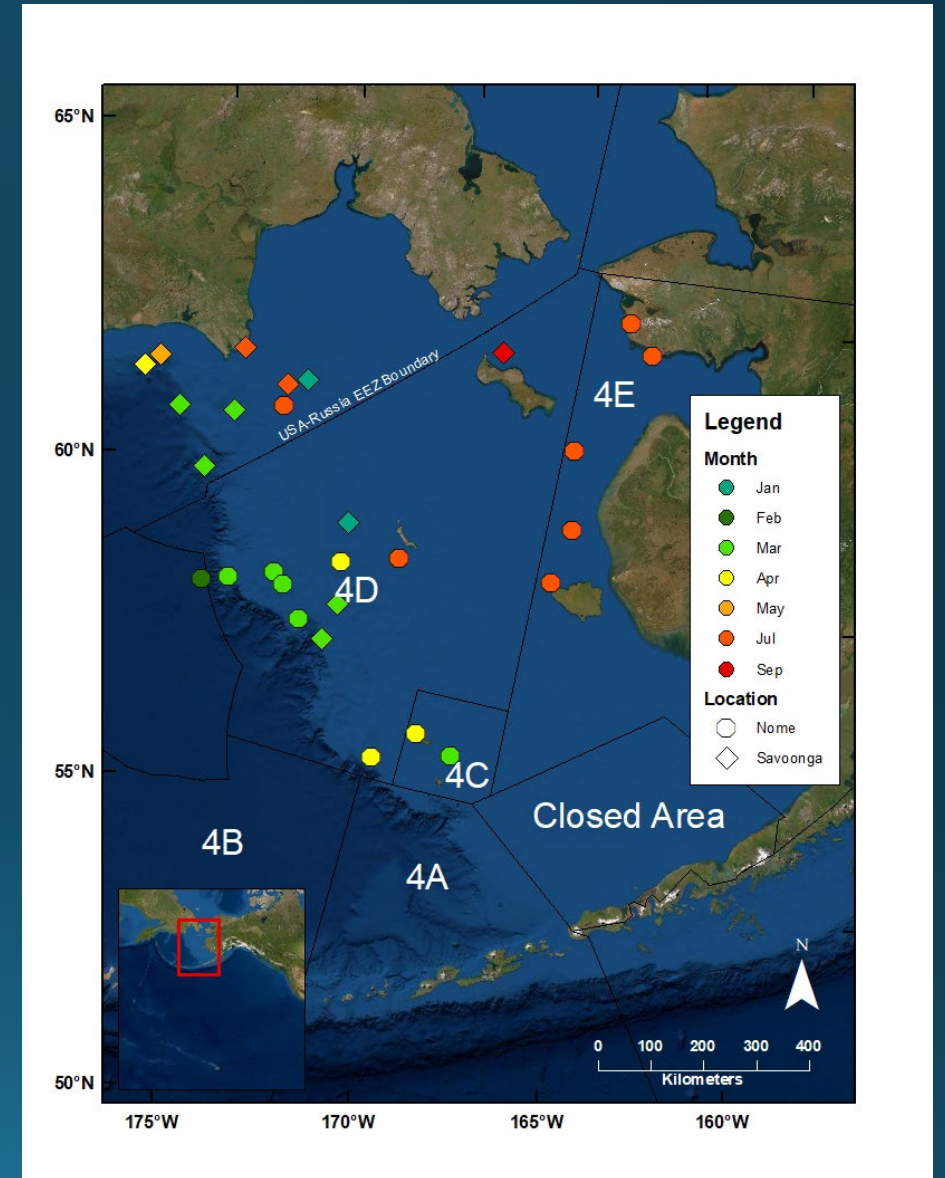 65°N
60°N
55°N
50°N
175°W
170°W
165°W
160°W
USA-Russia EEZ Boundary
4E
4D
4C
4B
4A
Closed Area
Legend
Month
Jan
Feb
Mar
Apr
May
Jul
Sep
Location
Nome
Savoonga
N
0 100 200 300 400
Kilometers